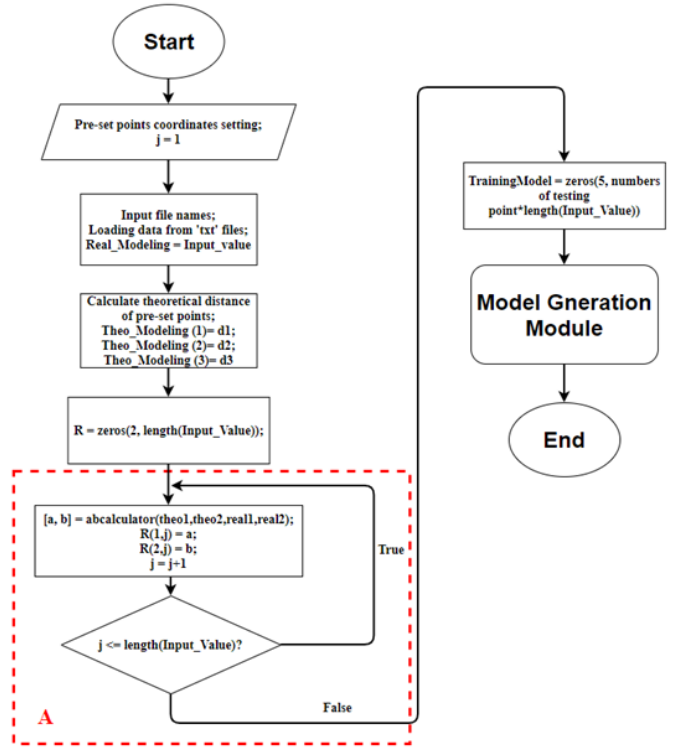 Start
Pre-set points coordinates setting;
j = 1
Input file names;
Loading data from 'txt' files;
Real_Modeling = Input_value
Calculate theoretical distance
of pre-set points;
Theo_Modeling (1)= d1;
Theo_Modeling (2)= d2;
Theo_Modeling (3)= d3
R = zeros(2, length(Input_Value));
[a, b] = abcalculator(theo1,theo2,real1,real2);
R(1,j) = a;
R(2,j) = b;
j = j+1
True
j <= length(Input_Value)?
False
A
TrainingModel = zeros(5, numbers
of testing
point*length(Input_Value))
Model Gneration
Module
End